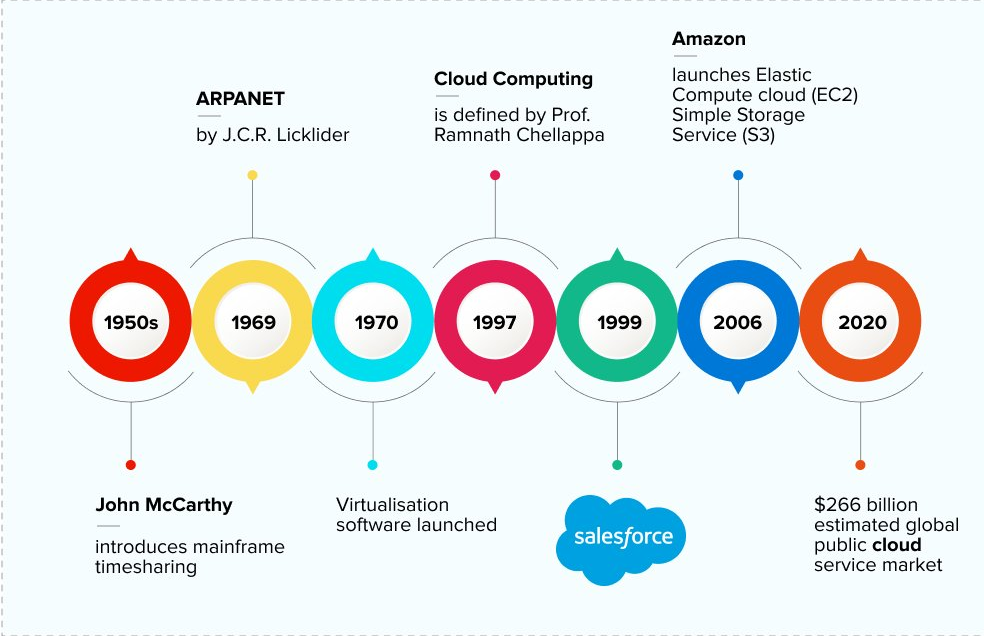 Amazon
launches Elastic
Compute cloud (EC2)
Simple Storage
Service (S3)
Cloud Computing
is defined by Prof.
Ramnath Chellappa
ARPANET
by J.C.R. Licklider
1950s
1969
1970
1997
1999
2006
2020
John McCarthy
introduces mainframe
timesharing
Virtualisation
software launched
salesforce
$266 billion
estimated global
public cloud
service market